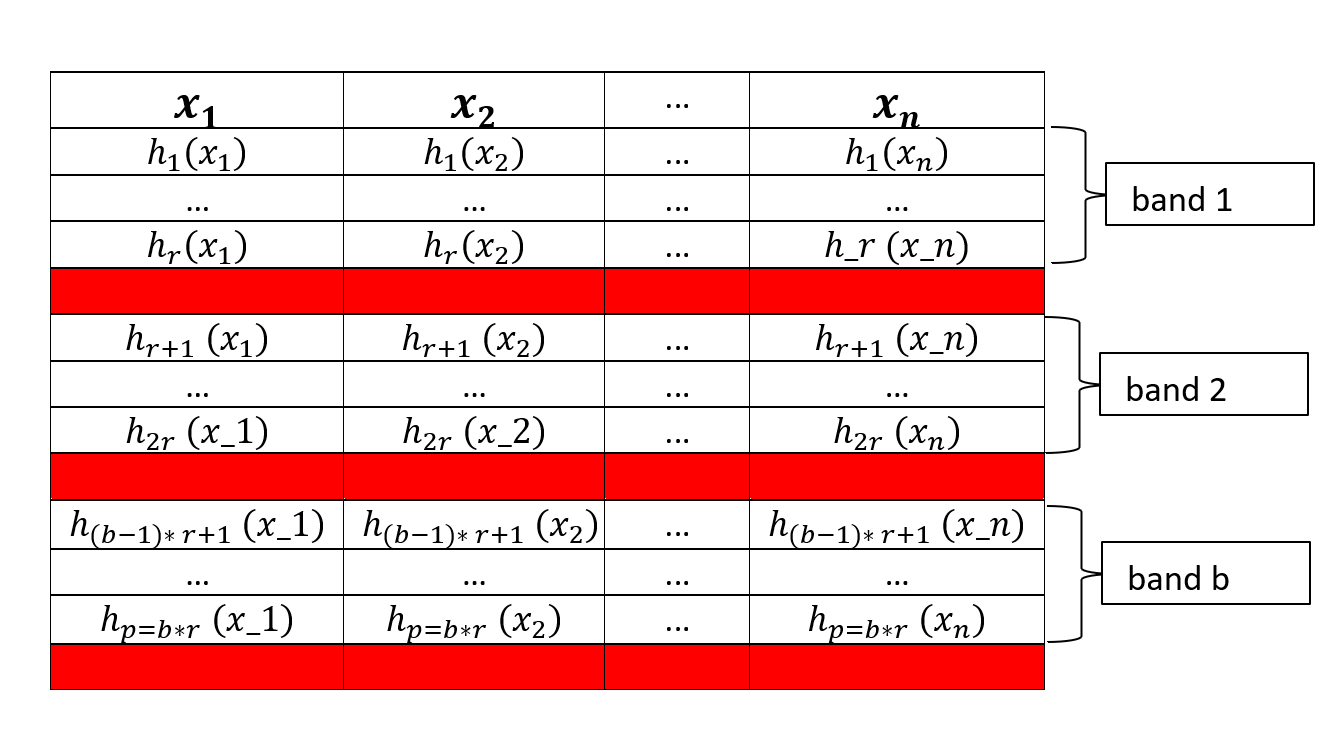 x₁ x₂ ... xₙ
h₁(x₁) h₁(x₂) ... h₁(xₙ)
band 1
... ... ... ...
hᵣ(x₁) hᵣ(x₂) ... h_r (x_n)
h_{r+1} (x₁) h_{r+1} (x₂) ... h_{r+1} (x_n)
band 2
... ... ... ...
h_{2r} (x_1) h_{2r} (x_2) ... h_{2r} (xₙ)
h_{(b−1)∗r+1} (x_1) h_{(b−1)∗r+1} (x₂) ... h_{(b−1)∗r+1} (x_n)
band b
... ... ... ...
h_{p=b∗r} (x_1) h_{p=b∗r} (x₂) ... h_{p=b∗r} (xₙ)